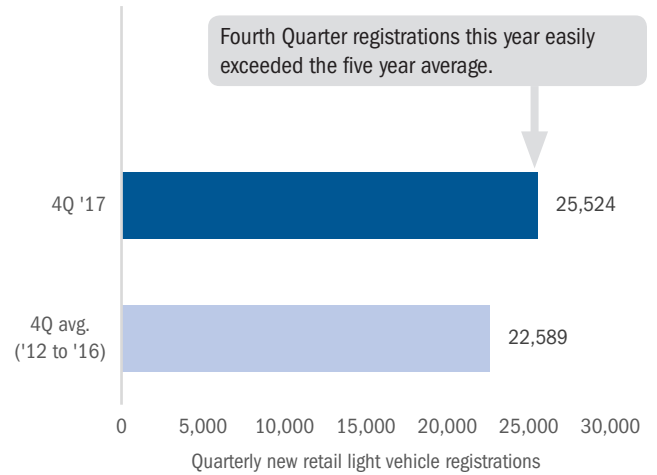 Fourth Quarter registrations this year easily
exceeded the five year average.
4Q '17
25,524
4Q avg.
('12 to '16)
22,589
0 5,000 10,000 15,000 20,000 25,000 30,000
Quarterly new retail light vehicle registrations